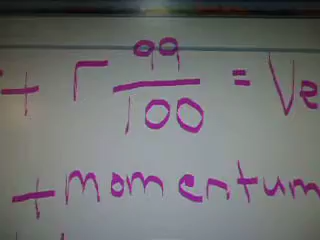 + r 99/100 = Ve
+ momentum